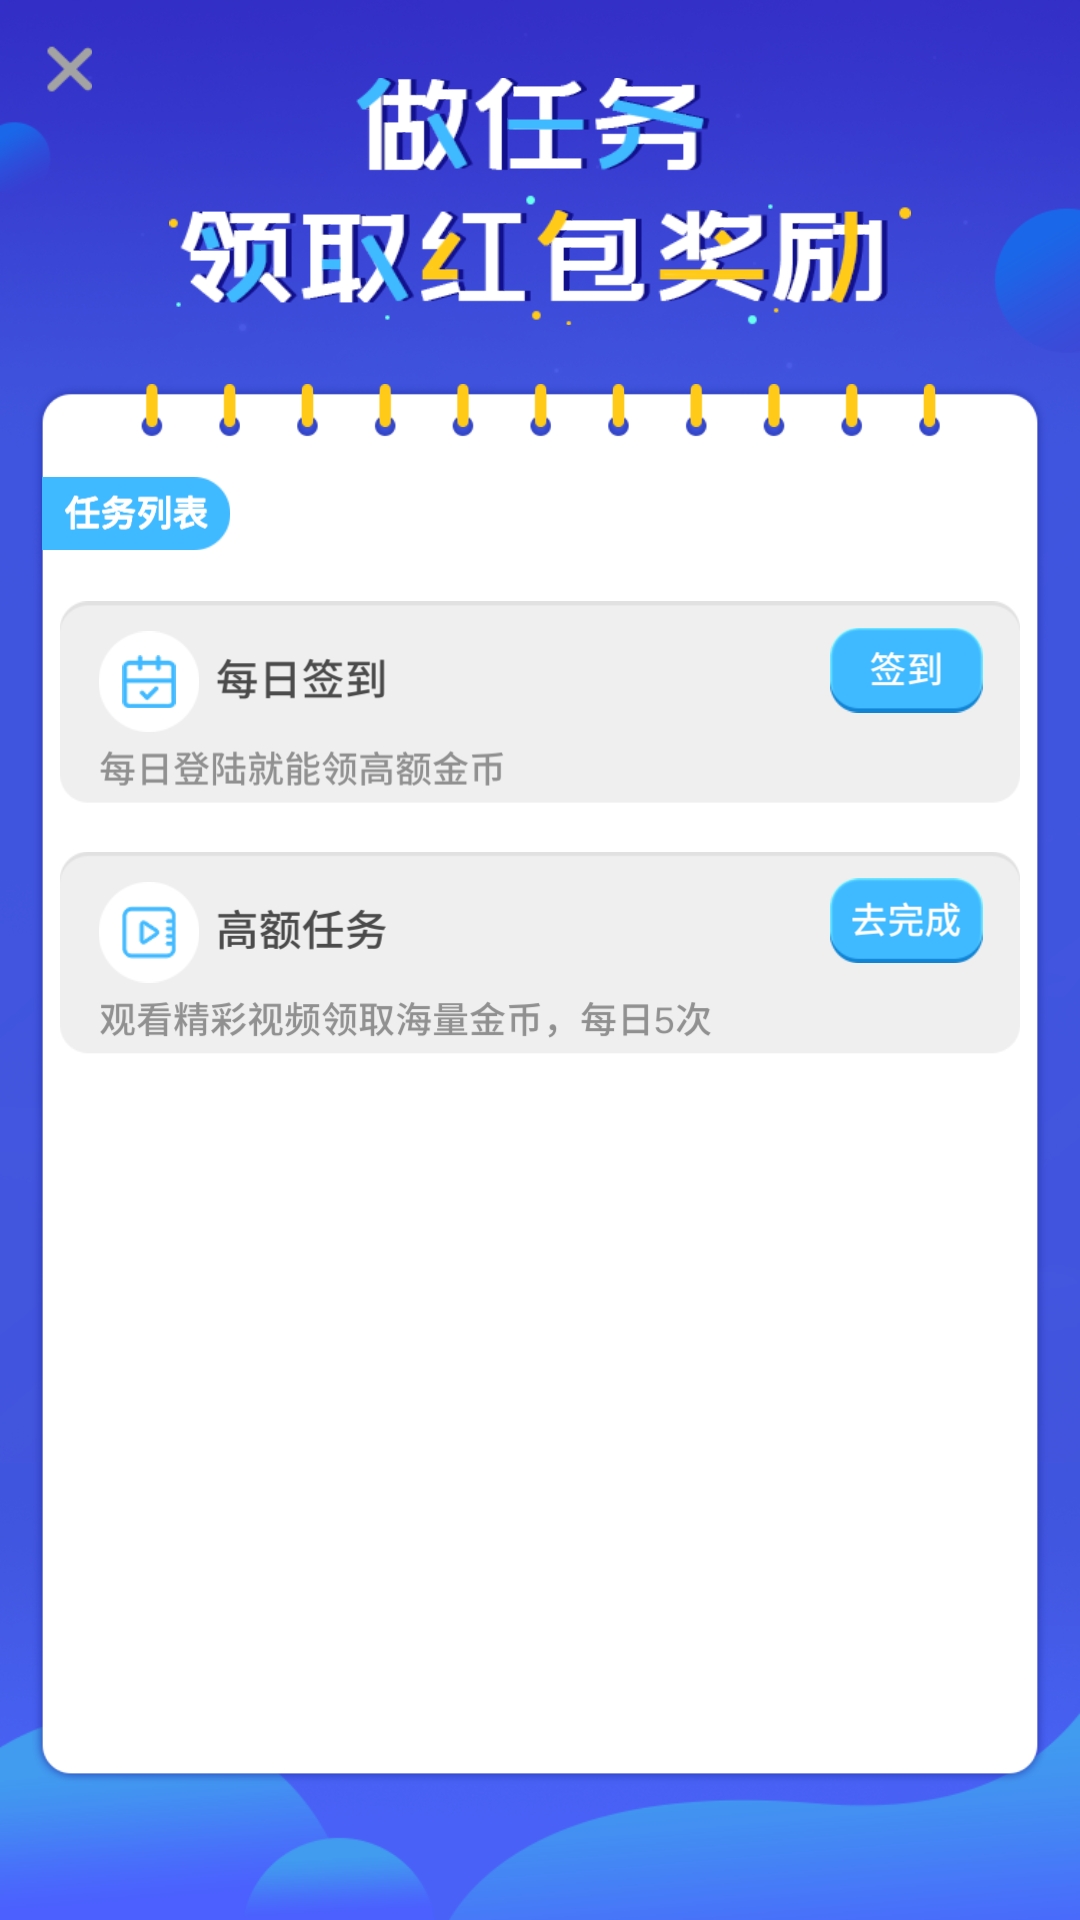 做任务
领取红包奖励
任务列表
每日签到
签到
每日登陆就能领高额金币
高额任务
去完成
观看精彩视频领取海量金币，每日5次